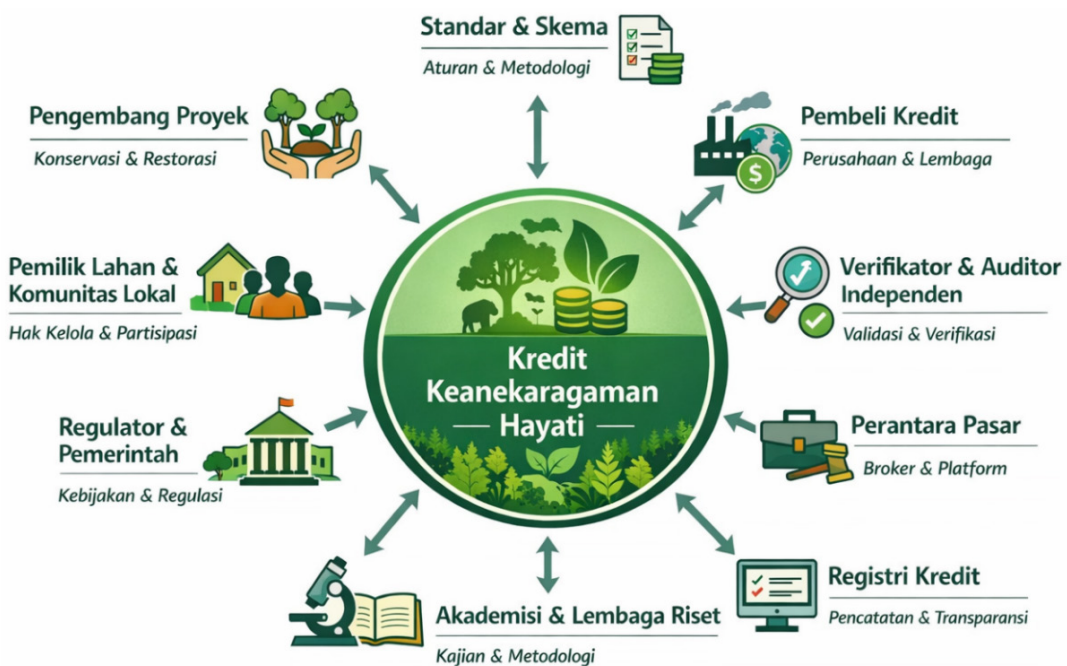 Standar & Skema
Aturan & Metodologi
Pengembang Proyek
Konservasi & Restorasi
Pembeli Kredit
Perusahaan & Lembaga
$
Pemilik Lahan &
Komunitas Lokal
Hak Kelola & Partisipasi
Verifikator & Auditor
Independen
Validasi & Verifikasi
Kredit
Keanekaragaman
Hayati
Regulator &
Pemerintah
Kebijakan & Regulasi
Perantara Pasar
Broker & Platform
Akademisi & Lembaga Riset
Kajian & Metodologi
Registri Kredit
Pencatatan & Transparansi